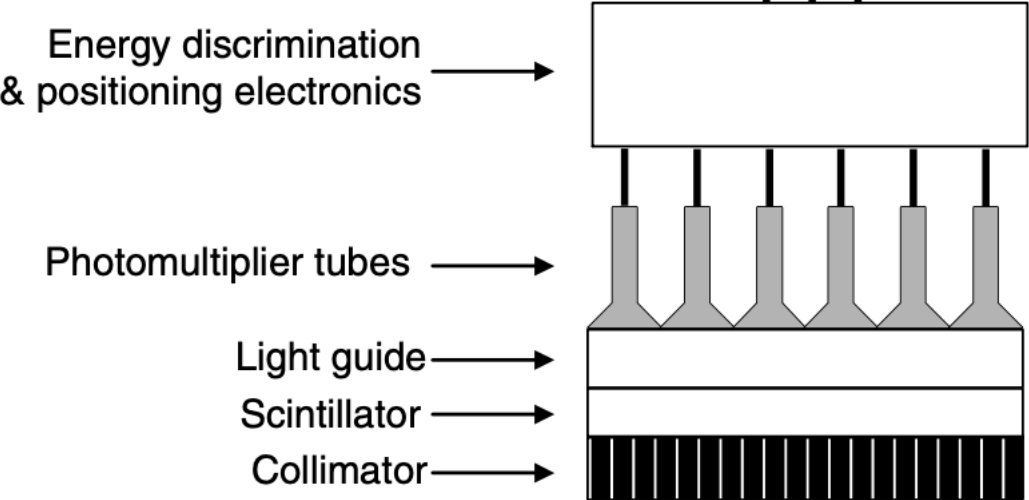 Energy discrimination
& positioning electronics
Photomultiplier tubes
Light guide
Scintillator
Collimator